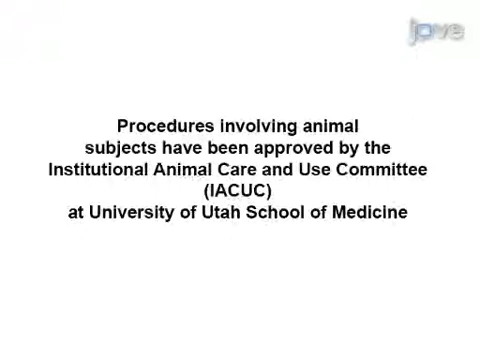 jove
Procedures involving animal
subjects have been approved by the
Institutional Animal Care and Use Committee
(IACUC)
at University of Utah School of Medicine